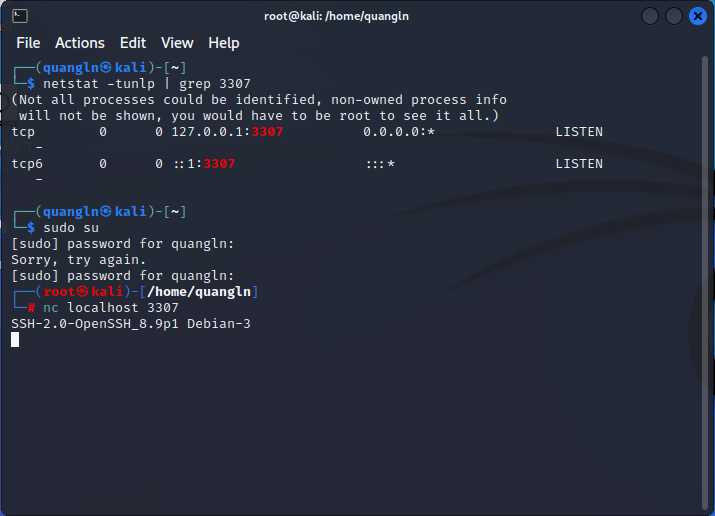 root@kali: /home/quangln
File Actions Edit View Help
┌──(quangln㉿kali)-[~]
└─$ netstat -tunlp | grep 3307
(Not all processes could be identified, non-owned process info
 will not be shown, you would have to be root to see it all.)
tcp        0      0 127.0.0.1:3307          0.0.0.0:*               LISTEN
   -
tcp6       0      0 ::1:3307                :::*                    LISTEN
   -
┌──(quangln㉿kali)-[~]
└─$ sudo su
[sudo] password for quangln:
Sorry, try again.
[sudo] password for quangln:
┌──(root㉿kali)-[/home/quangln]
└─# nc localhost 3307
SSH-2.0-OpenSSH_8.9p1 Debian-3